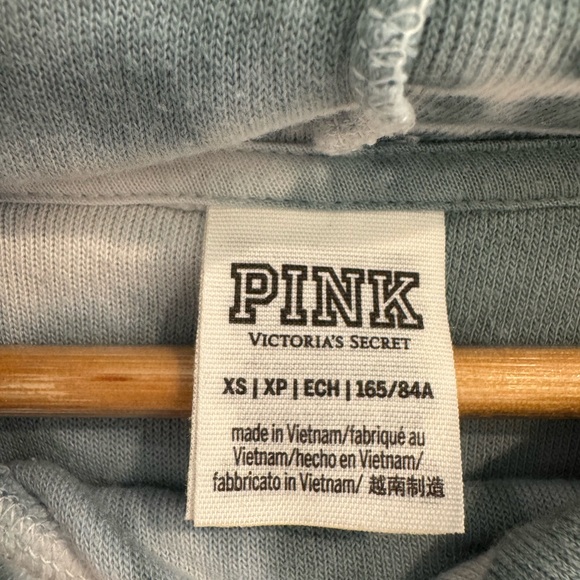 PINK
VICTORIA'S SECRET
XS | XP | ECH | 165/84A
made in Vietnam/fabriqué au
Vietnam/hecho en Vietnam/
fabbricato in Vietnam/ 越南制造